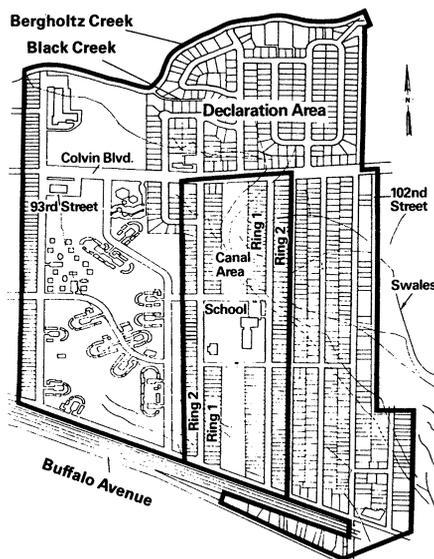 Bergholtz Creek
Black Creek
N
Declaration Area
Colvin Blvd.
93rd Street
102nd
Street
Ring 1
Ring 2
Canal
Area
Swales
School
Ring 2
Ring 1
Buffalo Avenue